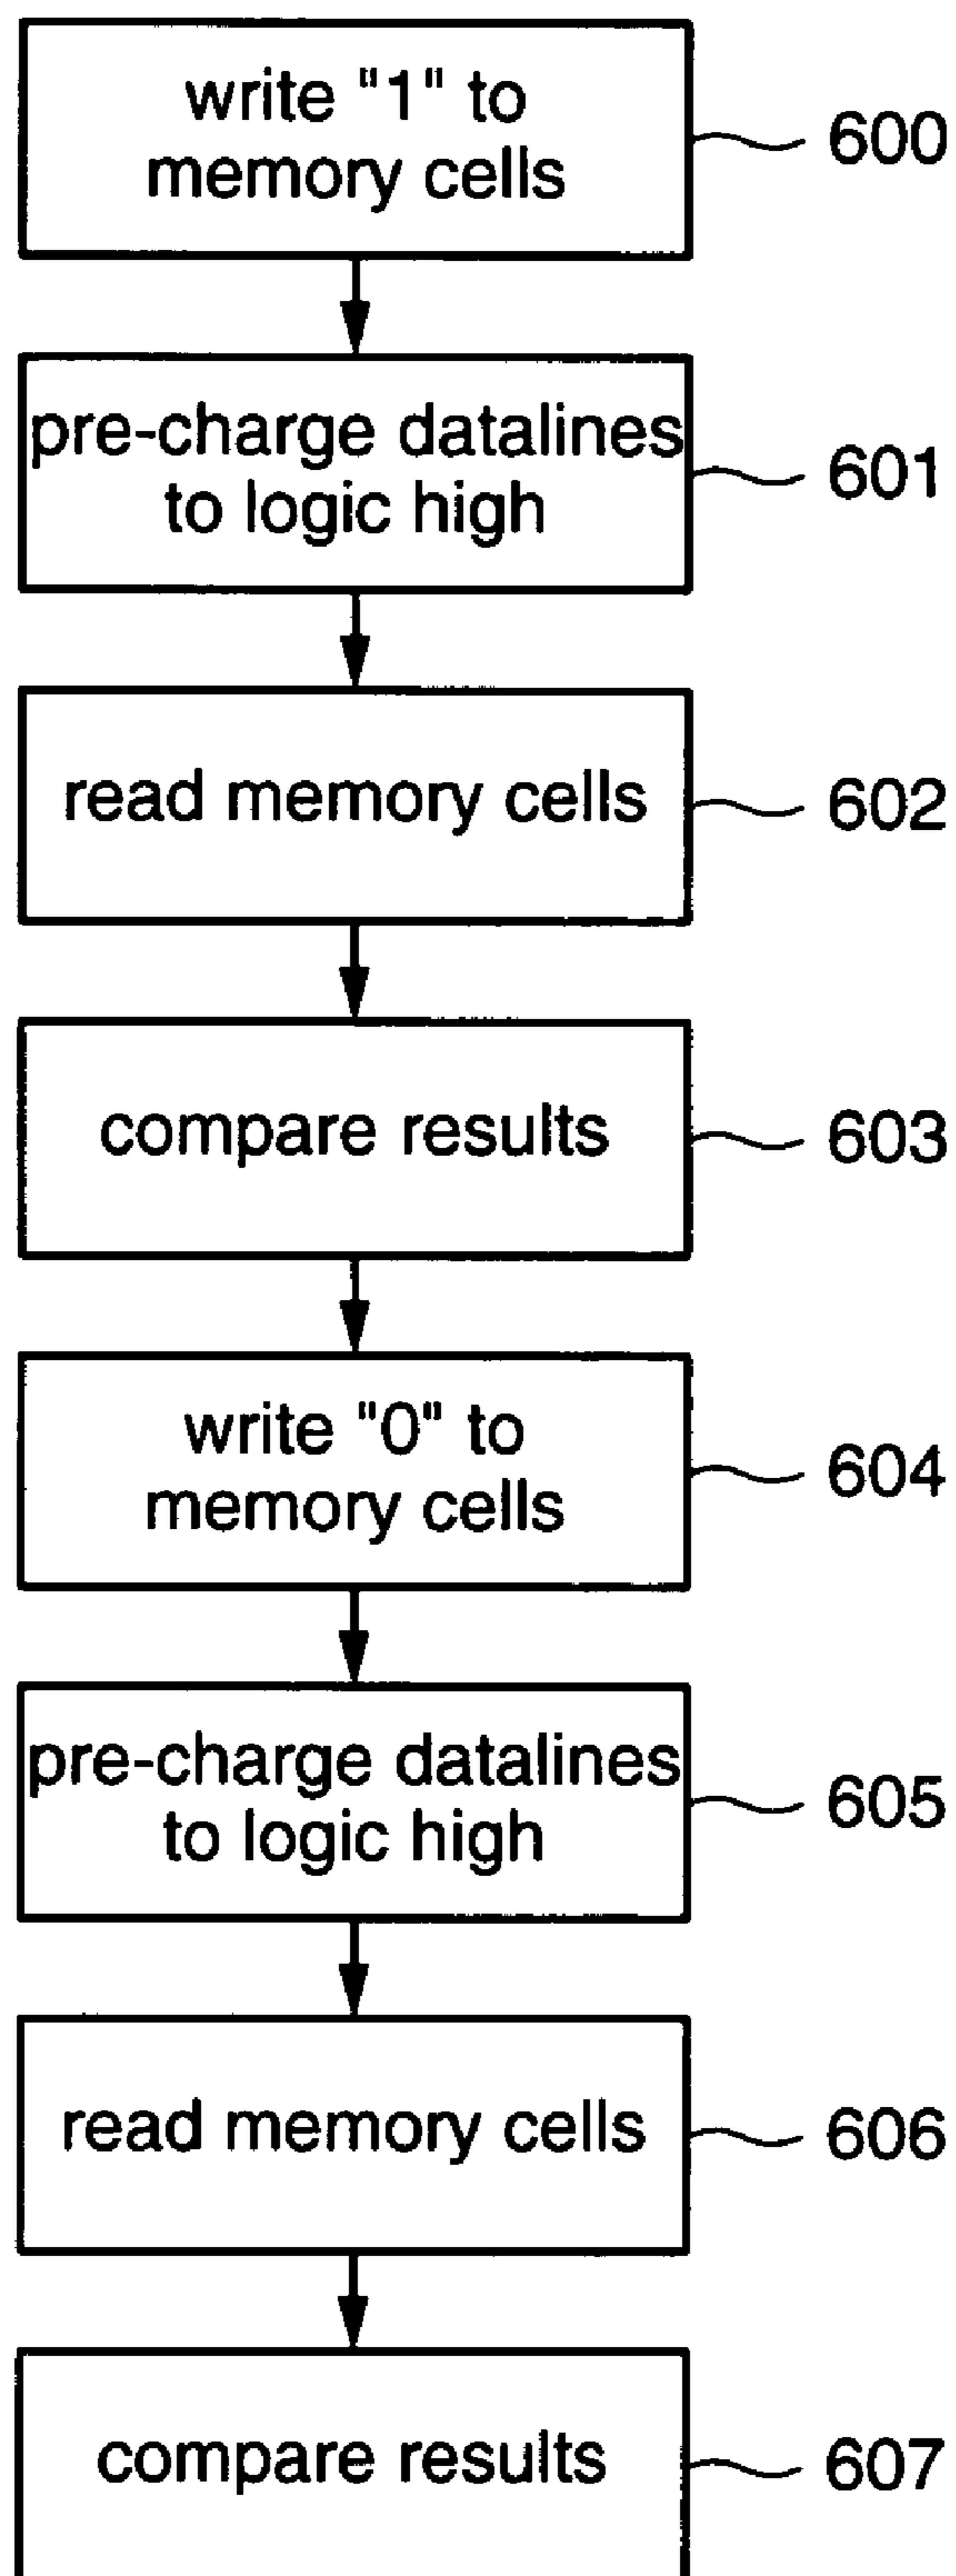 write "1" to
memory cells
600
pre-charge datalines
to logic high
601
read memory cells
602
compare results
603
write "0" to
memory cells
604
pre-charge datalines
to logic high
605
read memory cells
606
compare results
607